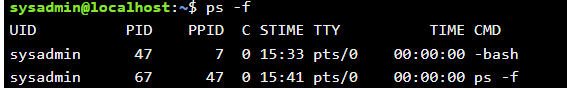 sysadmin@localhost:~$ ps -f
UID PID PPID C STIME TTY TIME CMD
sysadmin 47 7 0 15:33 pts/0 00:00:00 -bash
sysadmin 67 47 0 15:41 pts/0 00:00:00 ps -f